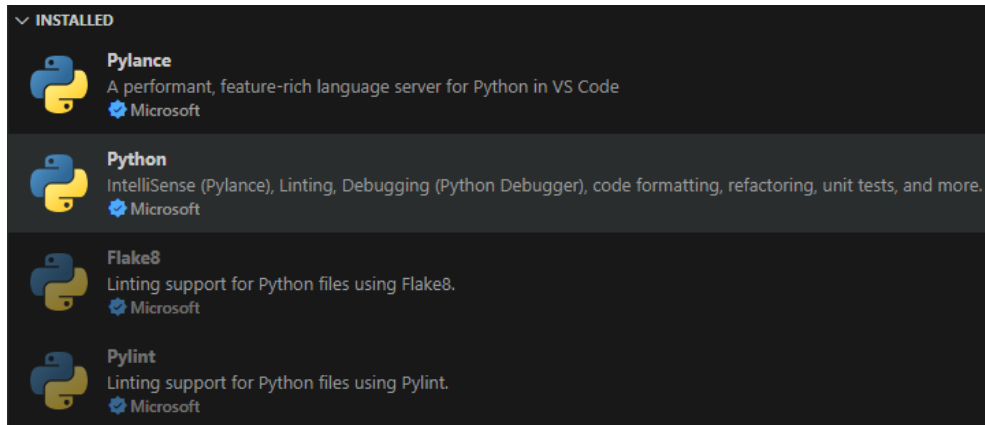 INSTALLED
Pylance
A performant, feature-rich language server for Python in VS Code
Microsoft
Python
IntelliSense (Pylance), Linting, Debugging (Python Debugger), code formatting, refactoring, unit tests, and more.
Microsoft
Flake8
Linting support for Python files using Flake8.
Microsoft
Pylint
Linting support for Python files using Pylint.
Microsoft